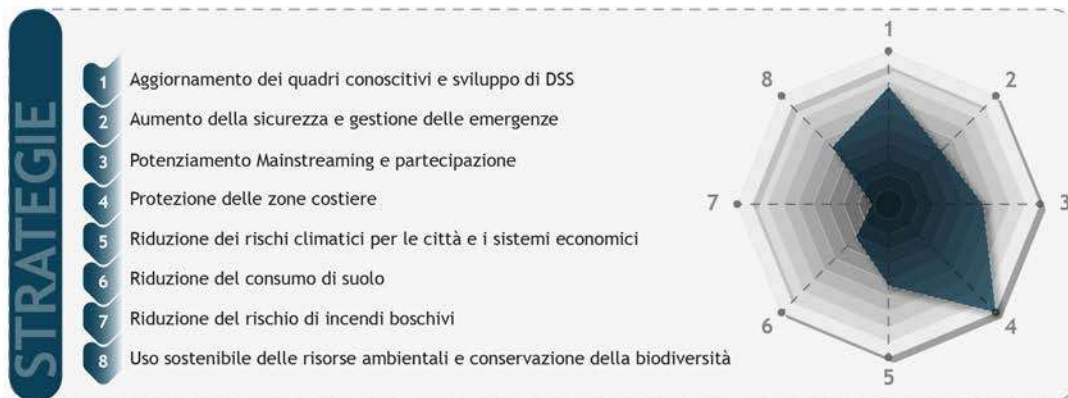 STRATEGIE
1 Aggiornamento dei quadri conoscitivi e sviluppo di DSS
2 Aumento della sicurezza e gestione delle emergenze
3 Potenziamento Mainstreaming e partecipazione
4 Protezione delle zone costiere
5 Riduzione dei rischi climatici per le città e i sistemi economici
6 Riduzione del consumo di suolo
7 Riduzione del rischio di incendi boschivi
8 Uso sostenibile delle risorse ambientali e conservazione della biodiversità
1
8 2
7 3
6 4
5